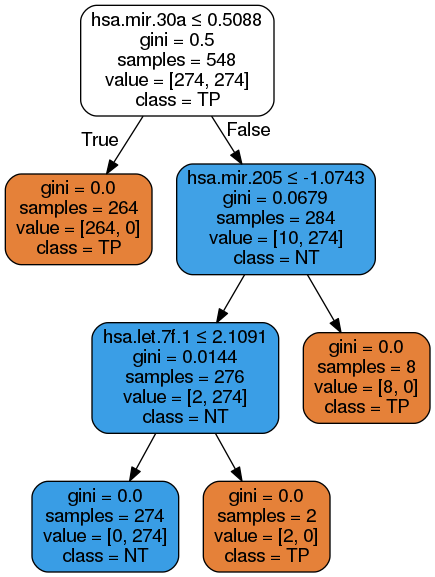 hsa.mir.30a ≤ 0.5088
gini = 0.5
samples = 548
value = [274, 274]
class = TP
True
False
gini = 0.0
samples = 264
value = [264, 0]
class = TP
hsa.mir.205 ≤ -1.0743
gini = 0.0679
samples = 284
value = [10, 274]
class = NT
hsa.let.7f.1 ≤ 2.1091
gini = 0.0144
samples = 276
value = [2, 274]
class = NT
gini = 0.0
samples = 8
value = [8, 0]
class = TP
gini = 0.0
samples = 274
value = [0, 274]
class = NT
gini = 0.0
samples = 2
value = [2, 0]
class = TP